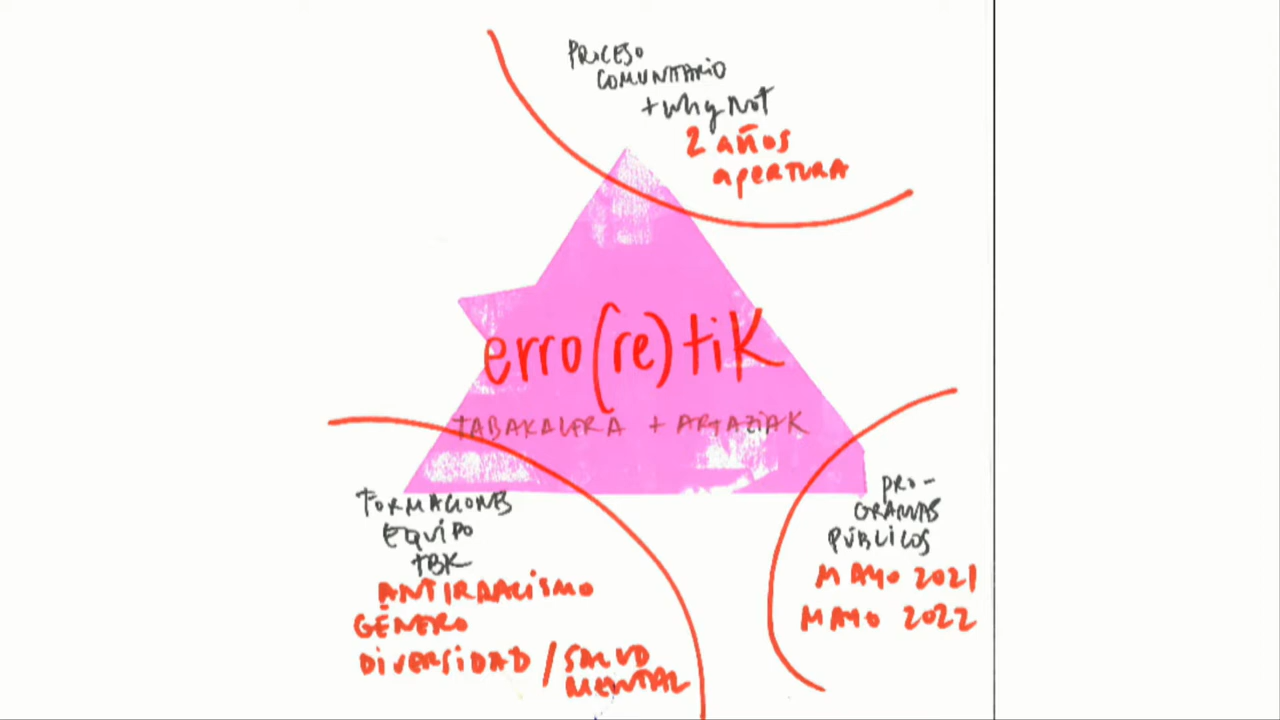 PROCESO
COMUNITARIO
+ why NOT
2 AÑOS
APERTURA
erro(re)tiK
TABAKALERA + ARTAZIAK
FORMACIONES
EQUIPO
TBK
ANTIRRACISMO
GÉNERO
DIVERSIDAD / SALUD
MENTAL
PRO-
GRAMAS
PÚBLICOS
MAYO 2021
MAYO 2022